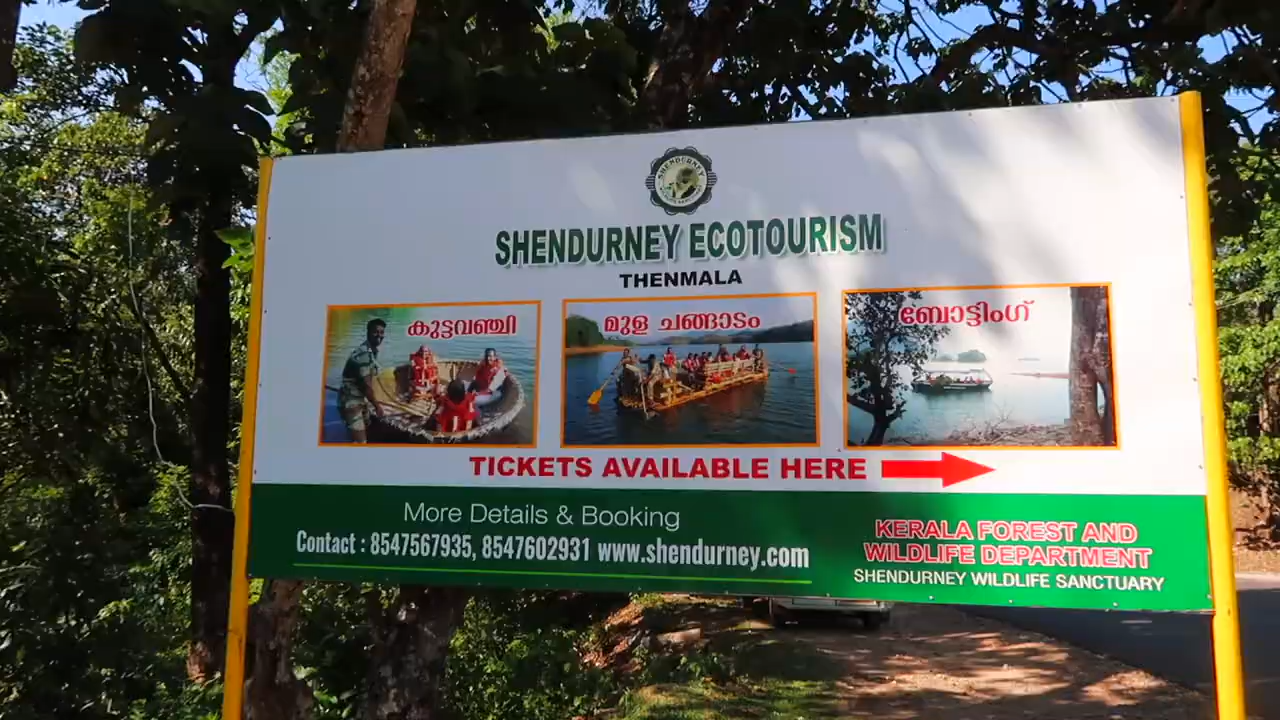 SHENDURNEY
SHENDURNEY ECOTOURISM
THENMALA
കുട്ടവഞ്ചി
മുള ചങ്ങാടം
ബോട്ടിംഗ്
TICKETS AVAILABLE HERE
More Details & Booking
Contact : 8547567935, 8547602931 www.shendurney.com
KERALA FOREST AND
WILDLIFE DEPARTMENT
SHENDURNEY WILDLIFE SANCTUARY